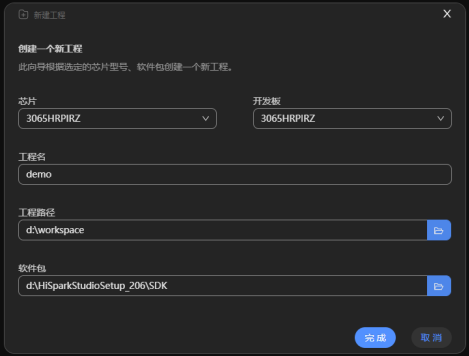 新建工程
创建一个新工程
此向导根据选定的芯片型号、软件包创建一个新工程。
芯片
开发板
3065HRPIRZ
3065HRPIRZ
工程名
demo
工程路径
d:\workspace
软件包
d:\HiSparkStudioSetup_206\SDK
完成
取消